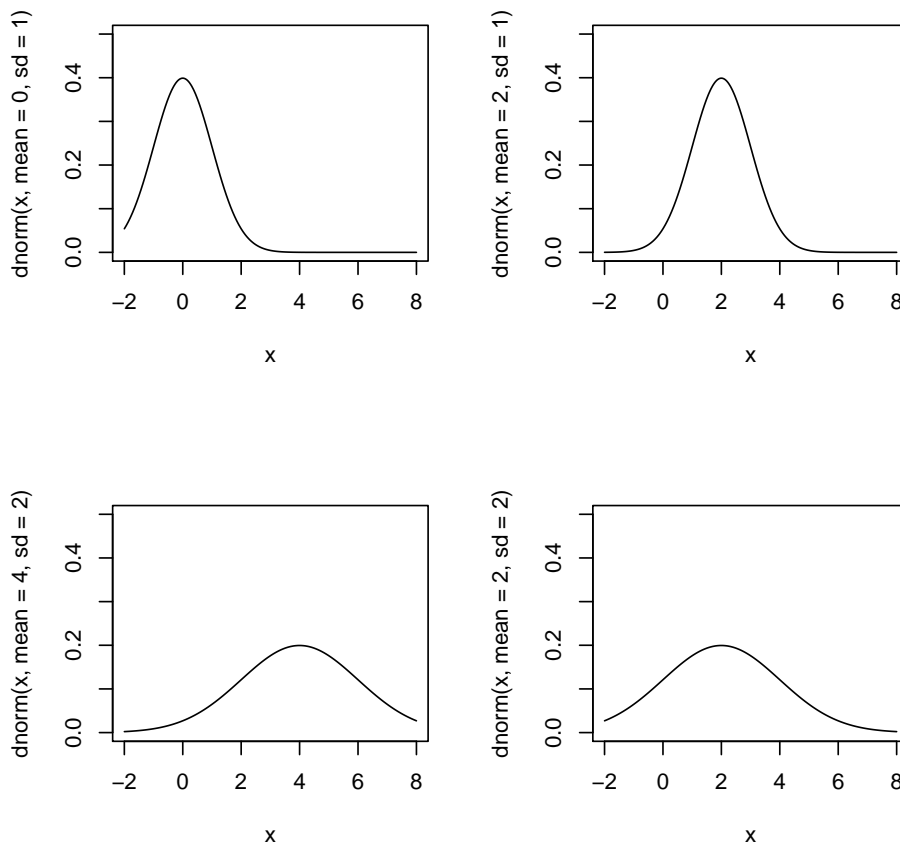 dnorm(x, mean = 0, sd = 1)
0.4
0.2
0.0
−2 0 2 4 6 8
x
dnorm(x, mean = 2, sd = 1)
0.4
0.2
0.0
−2 0 2 4 6 8
x
dnorm(x, mean = 4, sd = 2)
0.4
0.2
0.0
−2 0 2 4 6 8
x
dnorm(x, mean = 2, sd = 2)
0.4
0.2
0.0
−2 0 2 4 6 8
x